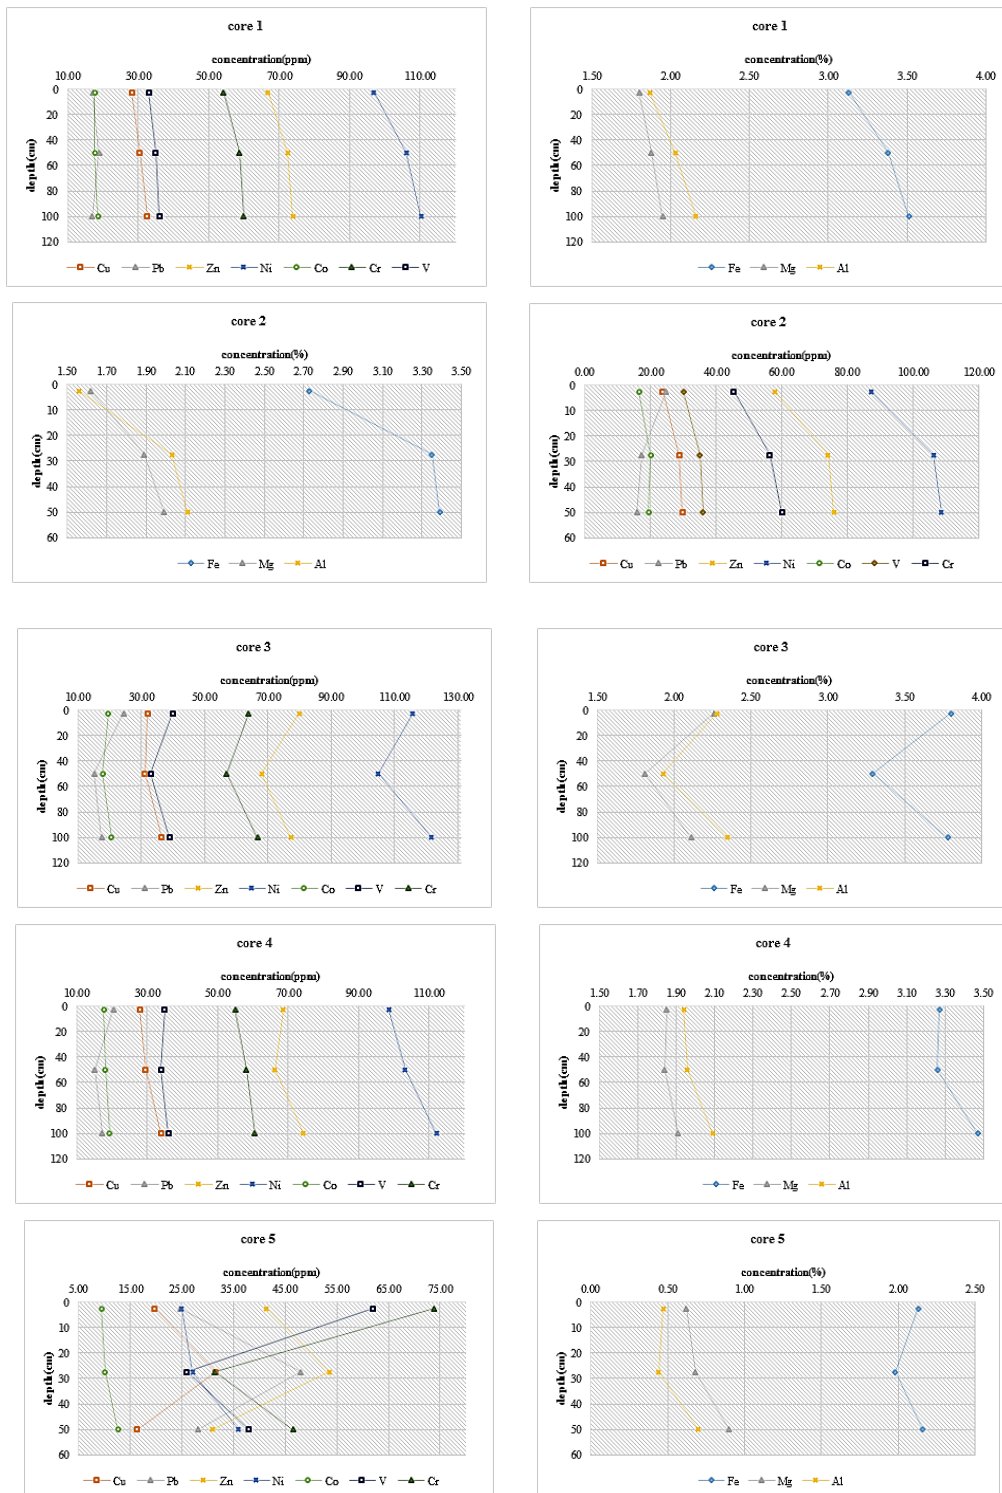 core 1
concentration(ppm)
10.00 30.00 50.00 70.00 90.00 110.00
0
20
40
60
80
100
120
depth(cm)
Cu Pb Zn Ni Co Cr V
core 1
concentration(%)
1.50 2.00 2.50 3.00 3.50 4.00
0
20
40
60
80
100
120
depth(cm)
Fe Mg Al
core 2
concentration(%)
1.50 1.70 1.90 2.10 2.30 2.50 2.70 2.90 3.10 3.30 3.50
0
10
20
30
40
50
60
depth(cm)
Fe Mg Al
core 2
concentration(ppm)
0.00 20.00 40.00 60.00 80.00 100.00 120.00
0
10
20
30
40
50
60
depth(cm)
Cu Pb Zn Ni Co V Cr
core 3
concentration(ppm)
10.00 30.00 50.00 70.00 90.00 110.00 130.00
0
20
40
60
80
100
120
depth(cm)
Cu Pb Zn Ni Co V Cr
core 3
concentration(%)
1.50 2.00 2.50 3.00 3.50 4.00
0
20
40
60
80
100
120
depth(cm)
Fe Mg Al
core 4
concentration(ppm)
10.00 30.00 50.00 70.00 90.00 110.00
0
20
40
60
80
100
120
depth(cm)
Cu Pb Zn Ni Co V Cr
core 4
concentration(%)
1.50 1.70 1.90 2.10 2.30 2.50 2.70 2.90 3.10 3.30 3.50
0
20
40
60
80
100
120
depth(cm)
Fe Mg Al
core 5
concentration(ppm)
5.00 15.00 25.00 35.00 45.00 55.00 65.00 75.00
0
10
20
30
40
50
60
depth(cm)
Cu Pb Zn Ni Co V Cr
core 5
concentration(%)
0.00 0.50 1.00 1.50 2.00 2.50
0
10
20
30
40
50
60
depth(cm)
Fe Mg Al